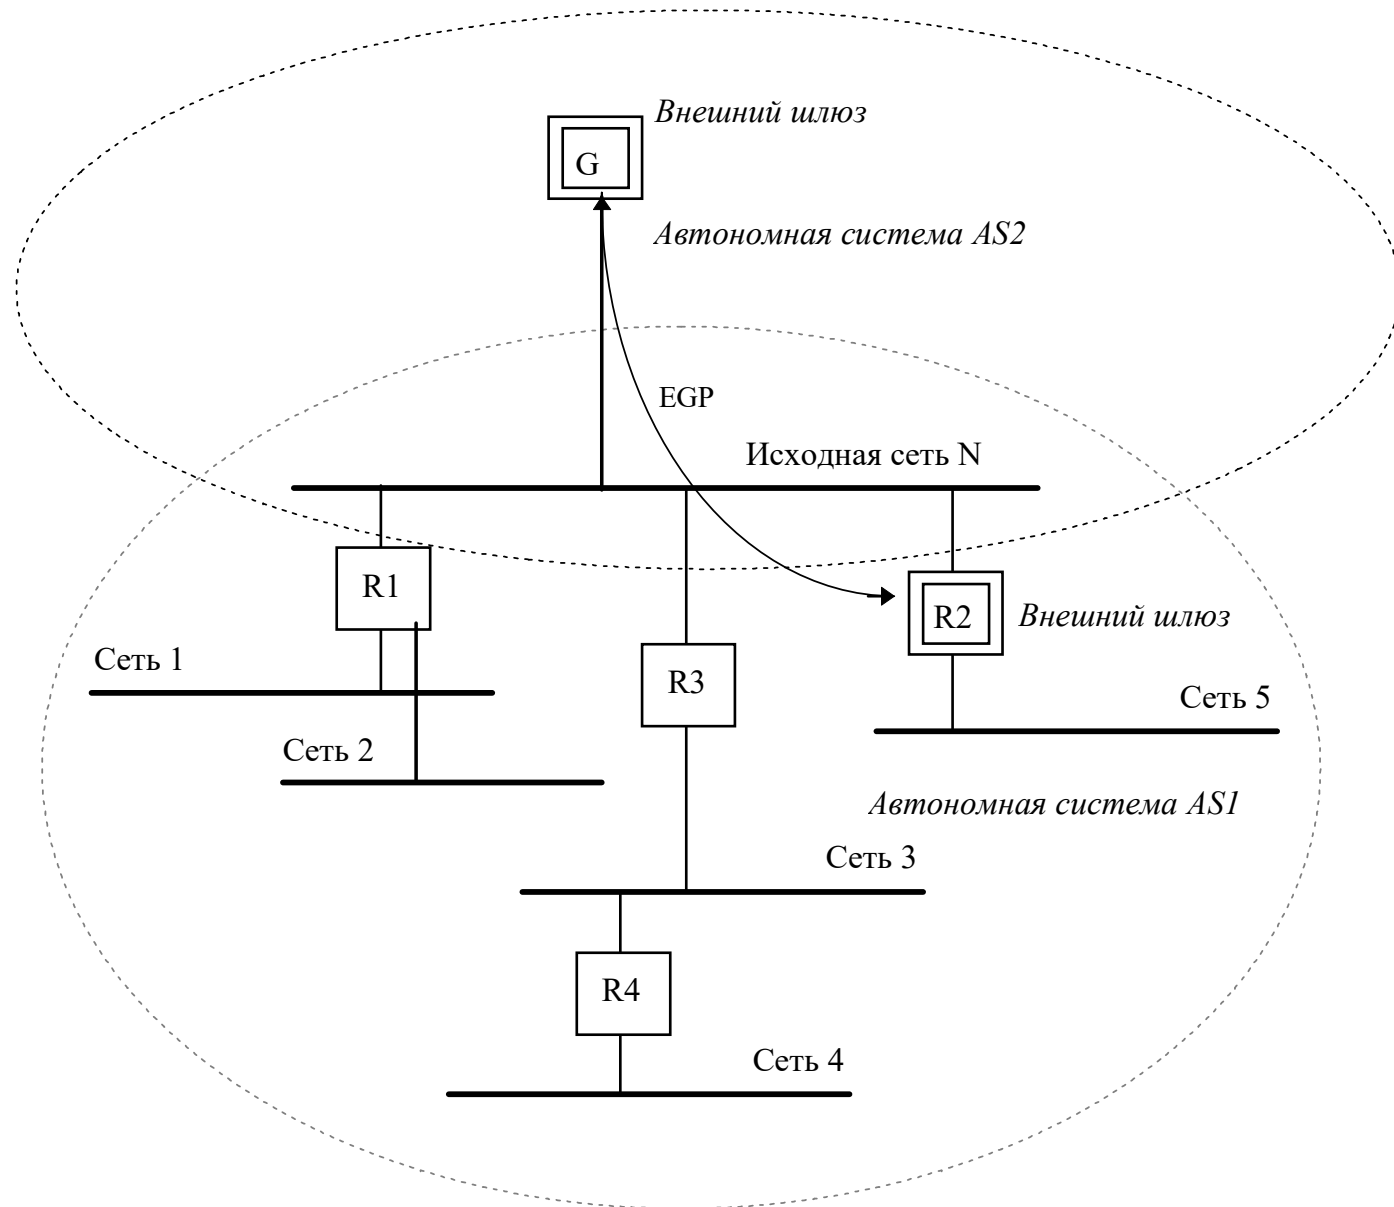 Внешний шлюз
G
Автономная система AS2
EGP
Исходная сеть N
R1
R2
Внешний шлюз
Сеть 1
R3
Сеть 5
Сеть 2
Автономная система AS1
Сеть 3
R4
Сеть 4